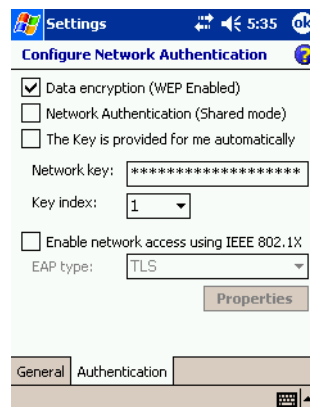 Settings 5:35 ok
Configure Network Authentication ?
Data encryption (WEP Enabled)
Network Authentication (Shared mode)
The Key is provided for me automatically
Network key: *******************
Key index: 1
Enable network access using IEEE 802.1X
EAP type: TLS
Properties
General Authentication